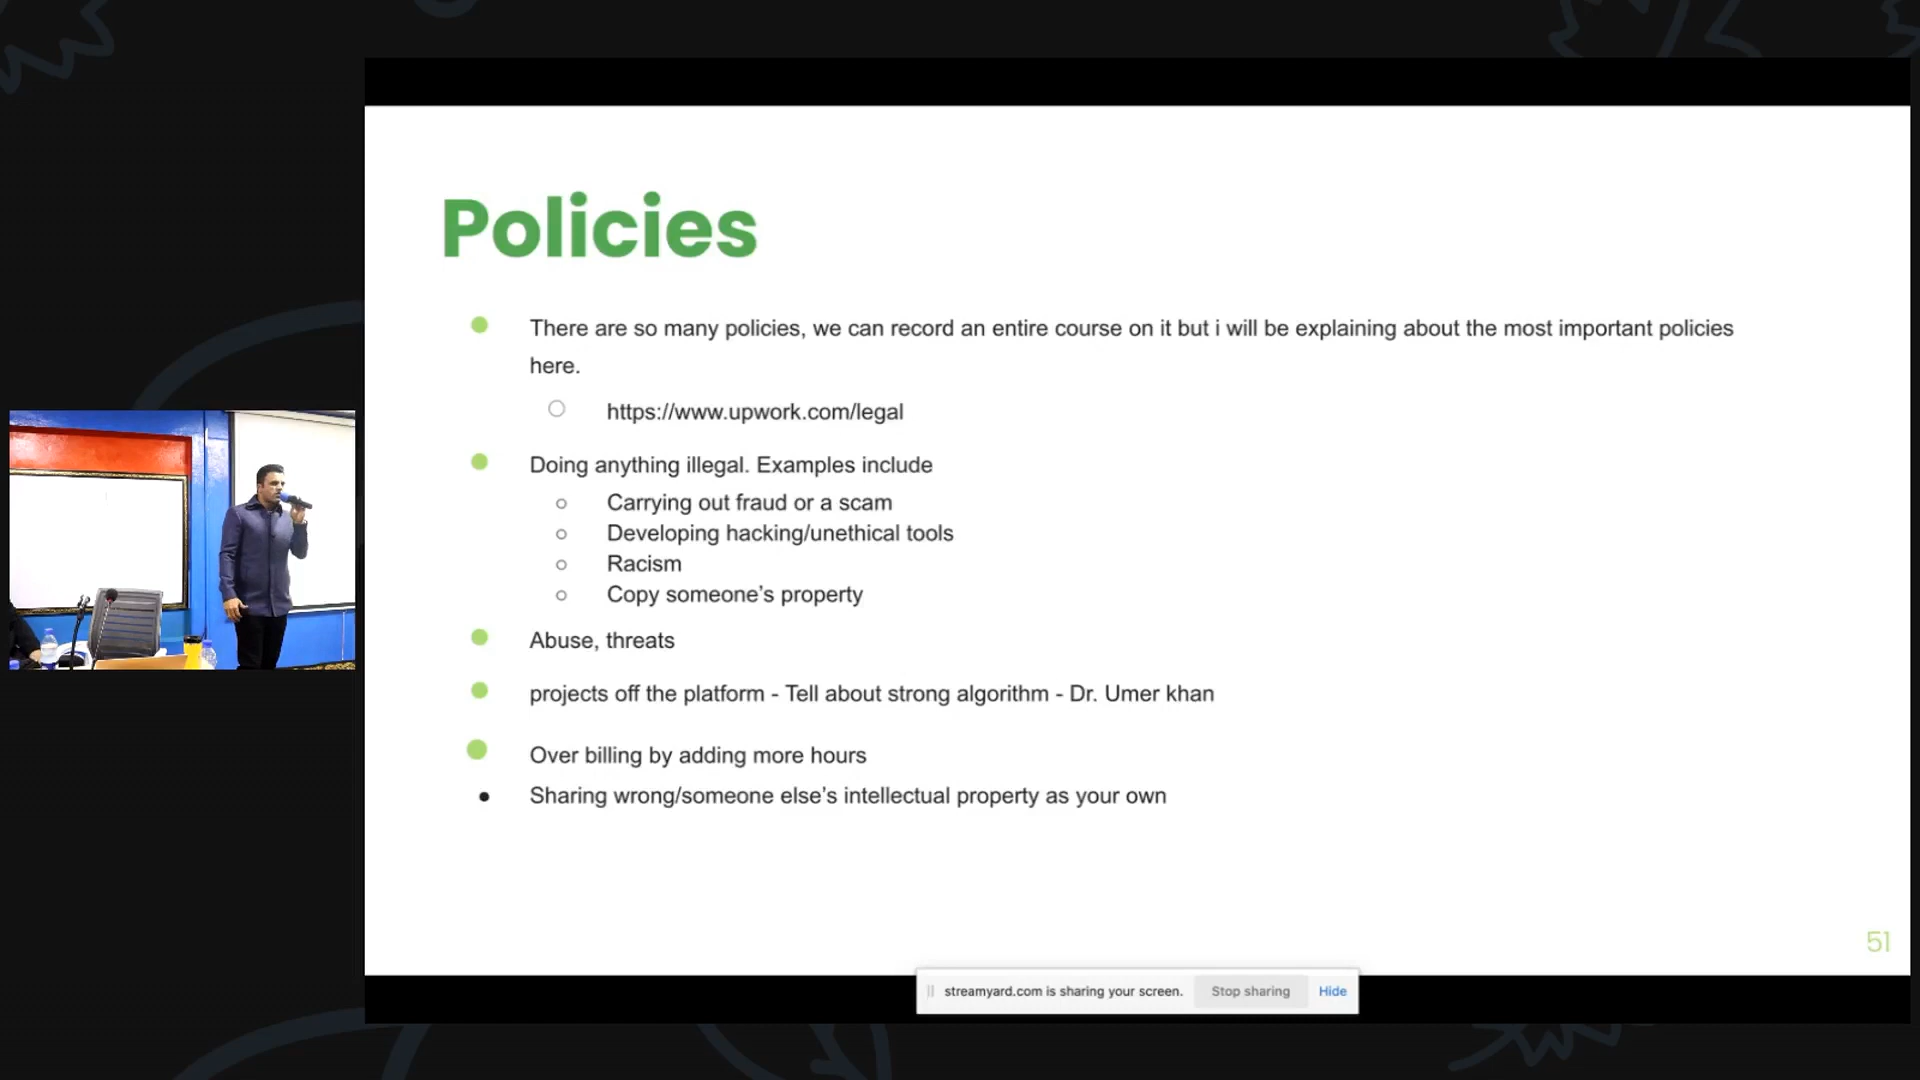 Policies
There are so many policies, we can record an entire course on it but i will be explaining about the most important policies
here.
https://www.upwork.com/legal
Doing anything illegal. Examples include
Carrying out fraud or a scam
Developing hacking/unethical tools
Racism
Copy someone's property
Abuse, threats
projects off the platform - Tell about strong algorithm - Dr. Umer khan
Over billing by adding more hours
Sharing wrong/someone else's intellectual property as your own
51
streamyard.com is sharing your screen.
Stop sharing
Hide